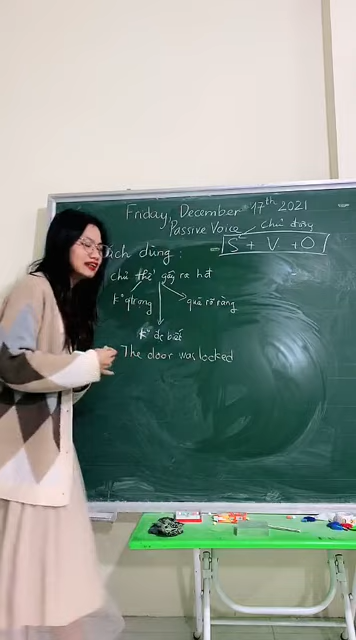 Friday, December 17th 2021
Passive Voice
chủ động
= S + V + O
ích dùng :
chủ thể gây ra hđ
k° qtrong
quá rõ ràng
k° đc biết
The door was locked